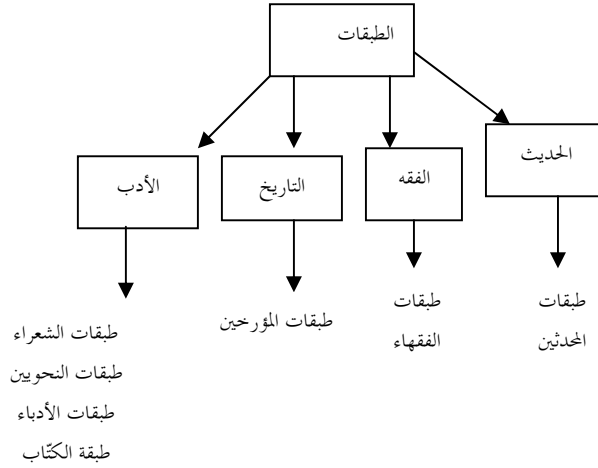 الطبقات
الحديث
الفقه
التاريخ
الأدب
طبقات
المحدثين
طبقات
الفقهاء
طبقات المؤرخين
طبقات الشعراء
طبقات النحويين
طبقات الأدباء
طبقة الكتّاب